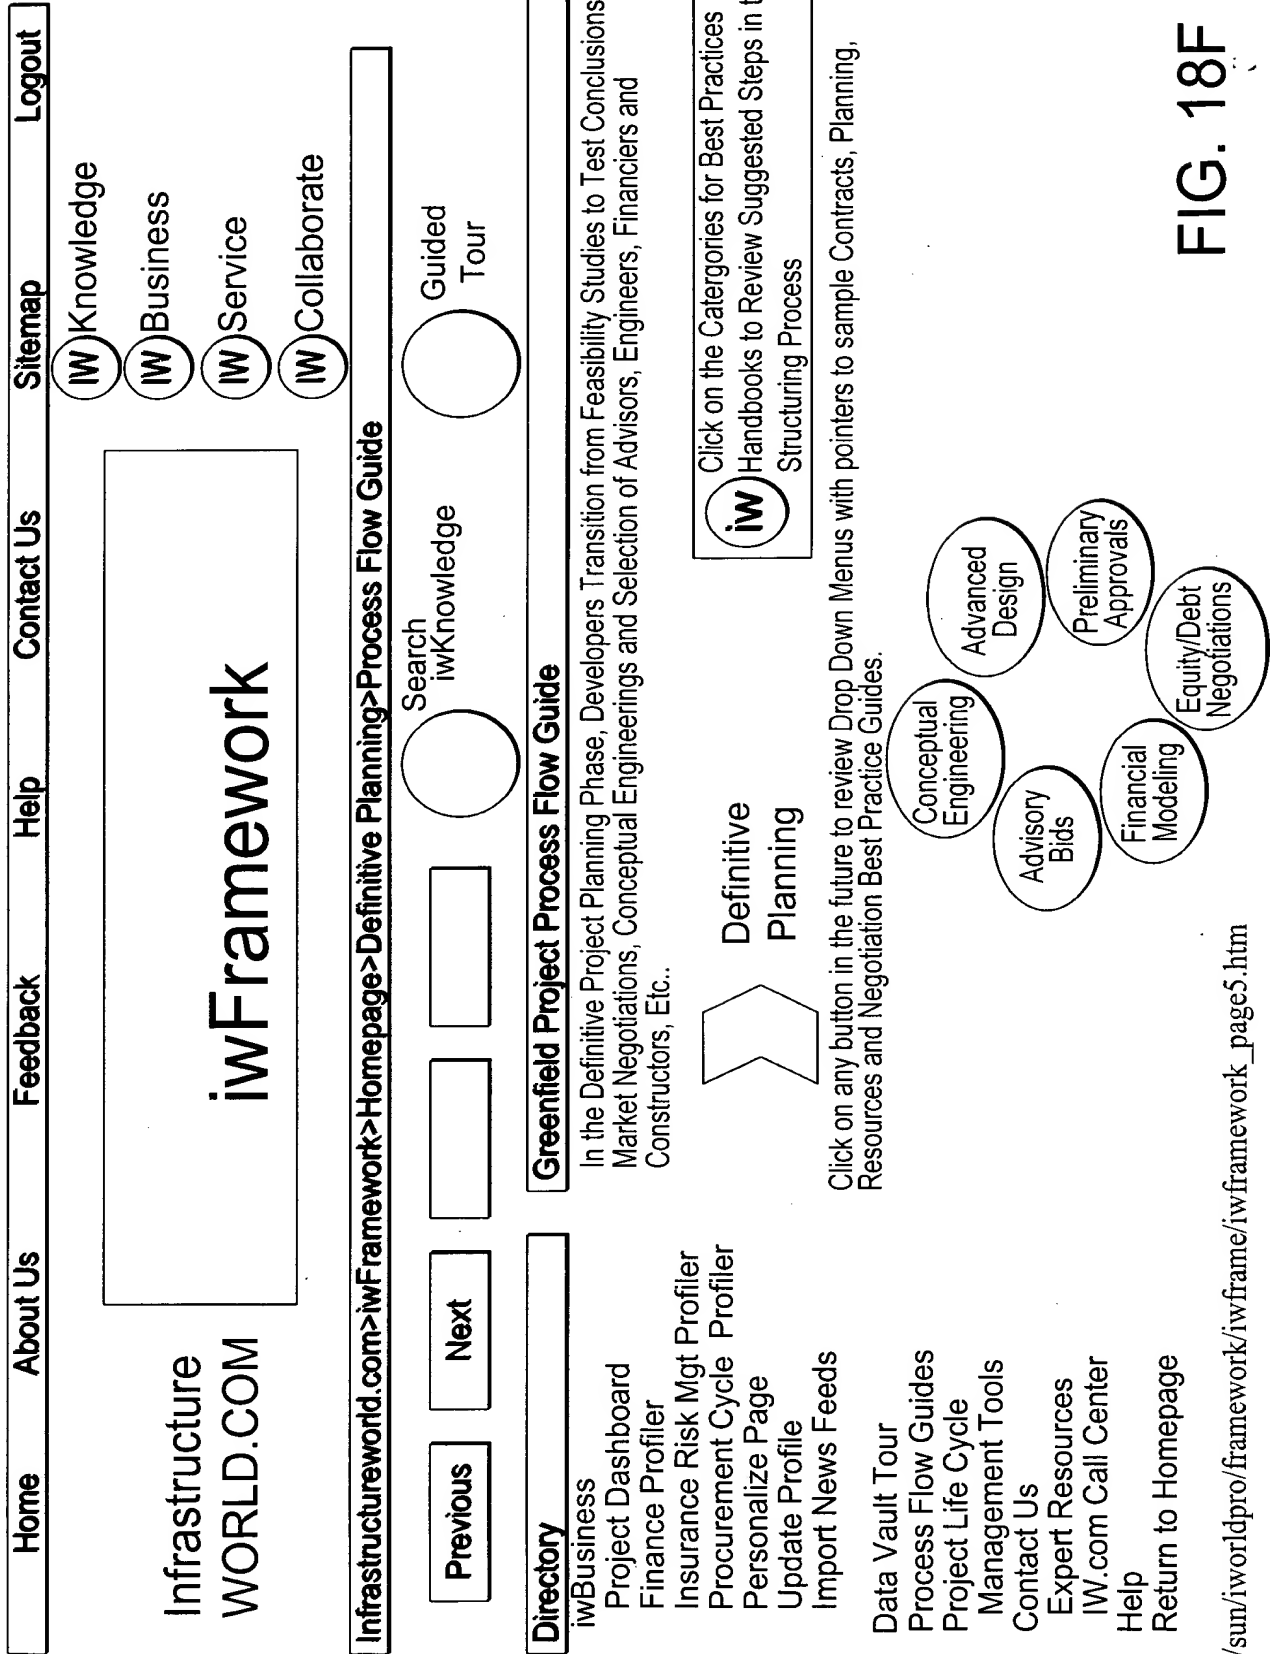 Home About Us Feedback Help Contact Us Sitemap Logout
Infrastructure
WORLD.COM
iwFramework
IW Knowledge
IW Business
IW Service
IW Collaborate
Infrastructureworld.com>iwFramework>Homepage>Definitive Planning>Process Flow Guide
Previous Next
Search
iwKnowledge
Guided
Tour
Directory
iwBusiness
Project Dashboard
Finance Profiler
Insurance Risk Mgt Profiler
Procurement Cycle Profiler
Personalize Page
Update Profile
Import News Feeds
Data Vault Tour
Process Flow Guides
Project Life Cycle
Management Tools
Contact Us
Expert Resources
IW.com Call Center
Help
Return to Homepage
Greenfield Project Process Flow Guide
In the Definitive Project Planning Phase, Developers Transition from Feasibility Studies to Test Conclusions
Market Negotiations, Conceptual Engineerings and Selection of Advisors, Engineers, Financiers and
Constructors, Etc..
Definitive
Planning
iw
Click on the Catergories for Best Practices
Handbooks to Review Suggested Steps in t
Structuring Process
Click on any button in the future to review Drop Down Menus with pointers to sample Contracts, Planning,
Resources and Negotiation Best Practice Guides.
Conceptual
Engineering
Advanced
Design
Advisory
Bids
Preliminary
Approvals
Financial
Modeling
Equity/Debt
Negotiations
/sun/iworldpro/framework/iwframe/iwframework_page5.htm
FIG. 18F